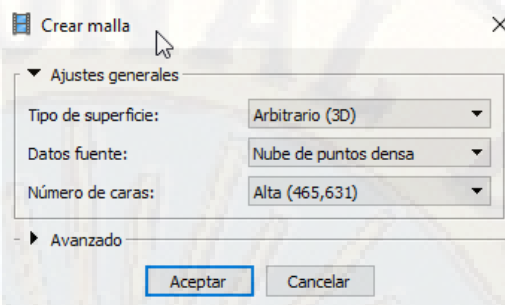 Crear malla
Ajustes generales
Tipo de superficie: Arbitrario (3D)
Datos fuente: Nube de puntos densa
Número de caras: Alta (465,631)
Avanzado
Aceptar Cancelar